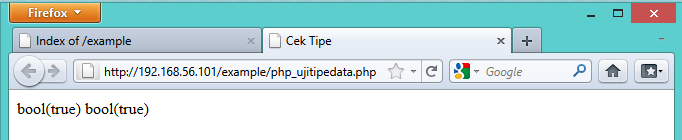 Firefox
Index of /example
Cek Tipe
http://192.168.56.101/example/php_ujitipedata.php
Google
bool(true) bool(true)